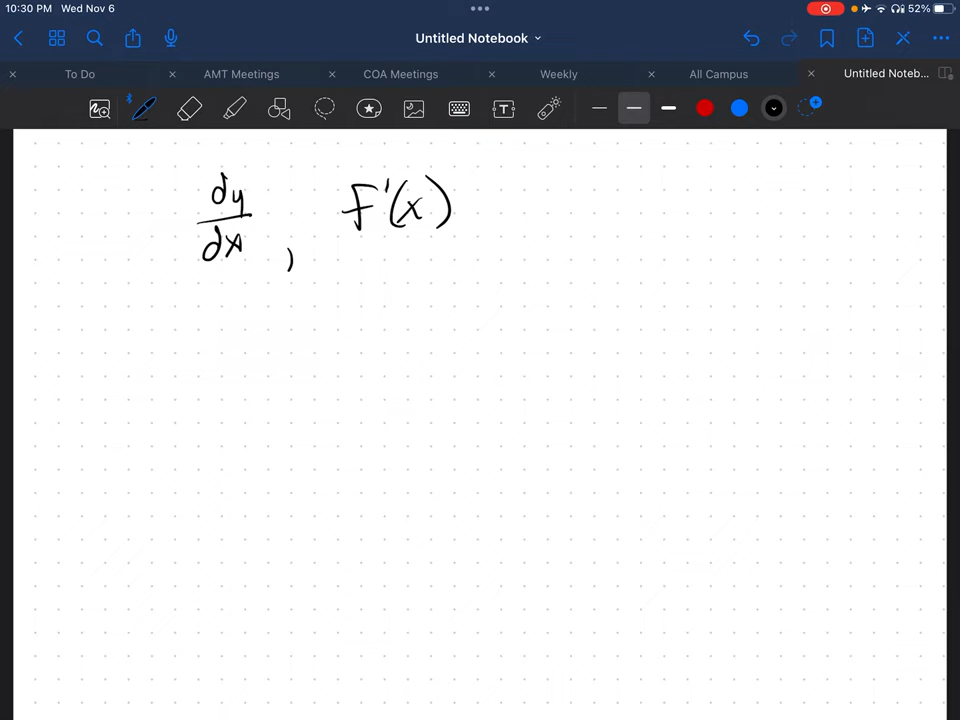 10:30 PM Wed Nov 6
52%
Untitled Notebook
To Do
AMT Meetings
COA Meetings
Weekly
All Campus
Untitled Noteb...
dy
dx , F'(x)